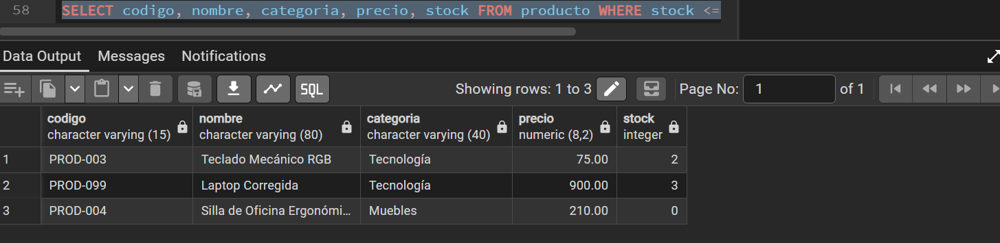 58 SELECT codigo, nombre, categoria, precio, stock FROM producto WHERE stock <=
Data Output Messages Notifications
SQL Showing rows: 1 to 3 Page No: 1 of 1
codigo nombre categoria precio stock
character varying (15) character varying (80) character varying (40) numeric (8,2) integer
1 PROD-003 Teclado Mecánico RGB Tecnología 75.00 2
2 PROD-099 Laptop Corregida Tecnología 900.00 3
3 PROD-004 Silla de Oficina Ergonómi... Muebles 210.00 0